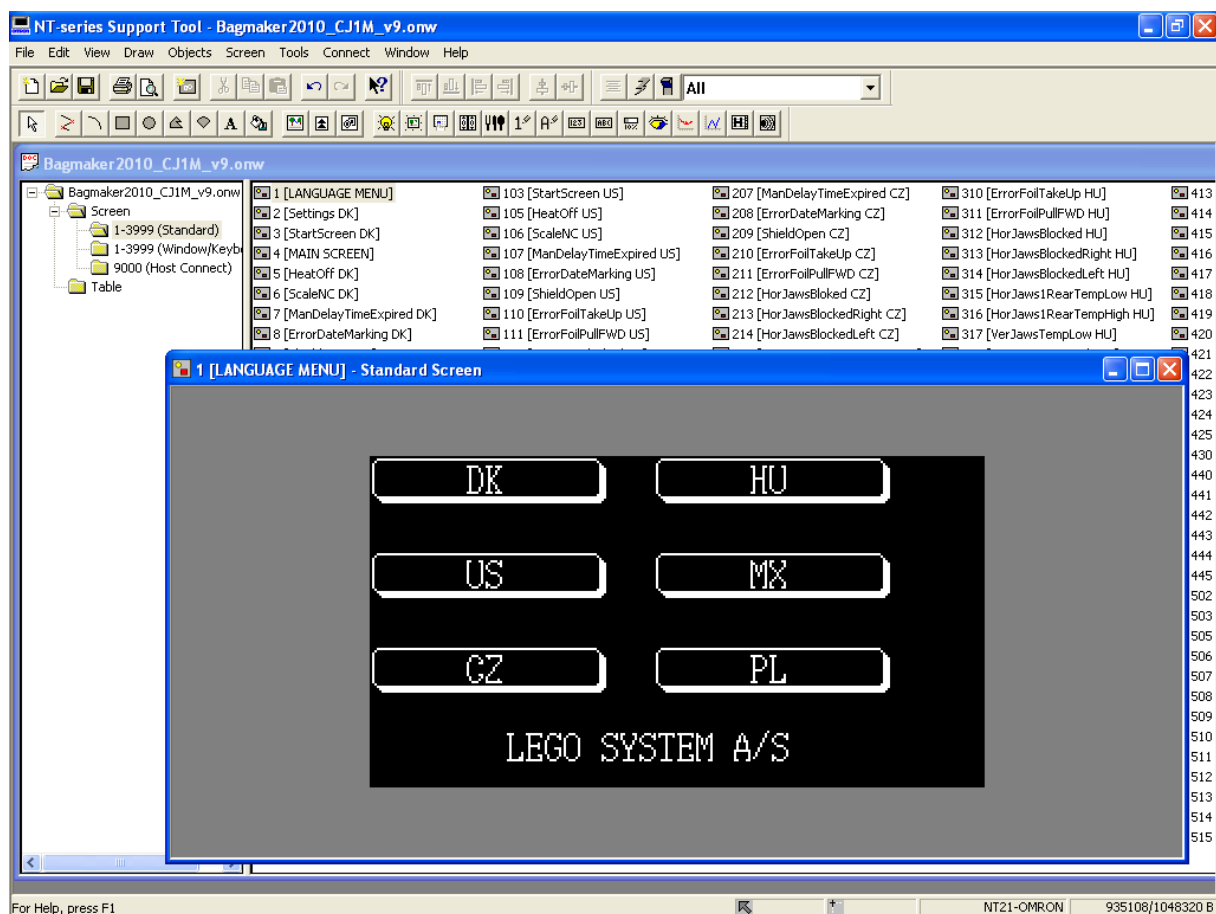 NT-series Support Tool - Bagmaker2010_CJ1M_v9.onw
File Edit View Draw Objects Screen Tools Connect Window Help
All
Bagmaker2010_CJ1M_v9.onw
Bagmaker2010_CJ1M_v9.onw
Screen
1-3999 (Standard)
1-3999 (Window/Keyb
9000 (Host Connect)
Table
1 [LANGUAGE MENU] 103 [StartScreen US] 207 [ManDelayTimeExpired CZ] 310 [ErrorFoilTakeUp HU] 413
2 [Settings DK] 105 [HeatOff US] 208 [ErrorDateMarking CZ] 311 [ErrorFoilPullFWD HU] 414
3 [StartScreen DK] 106 [ScaleNC US] 209 [ShieldOpen CZ] 312 [HorJawsBlocked HU] 415
4 [MAIN SCREEN] 107 [ManDelayTimeExpired US] 210 [ErrorFoilTakeUp CZ] 313 [HorJawsBlockedRight HU] 416
5 [HeatOff DK] 108 [ErrorDateMarking US] 211 [ErrorFoilPullFWD CZ] 314 [HorJawsBlockedLeft HU] 417
6 [ScaleNC DK] 109 [ShieldOpen US] 212 [HorJawsBloked CZ] 315 [HorJaws1RearTempLow HU] 418
7 [ManDelayTimeExpired DK] 110 [ErrorFoilTakeUp US] 213 [HorJawsBlockedRight CZ] 316 [HorJaws1RearTempHigh HU] 419
8 [ErrorDateMarking DK] 111 [ErrorFoilPullFWD US] 214 [HorJawsBlockedLeft CZ] 317 [VerJawsTempLow HU] 420
421
422
423
424
425
430
440
441
442
443
444
445
502
503
505
506
507
508
509
510
511
512
513
514
515
1 [LANGUAGE MENU] - Standard Screen
DK HU
US MX
CZ PL
LEGO SYSTEM A/S
For Help, press F1
NT21-OMRON 935108/1048320 B